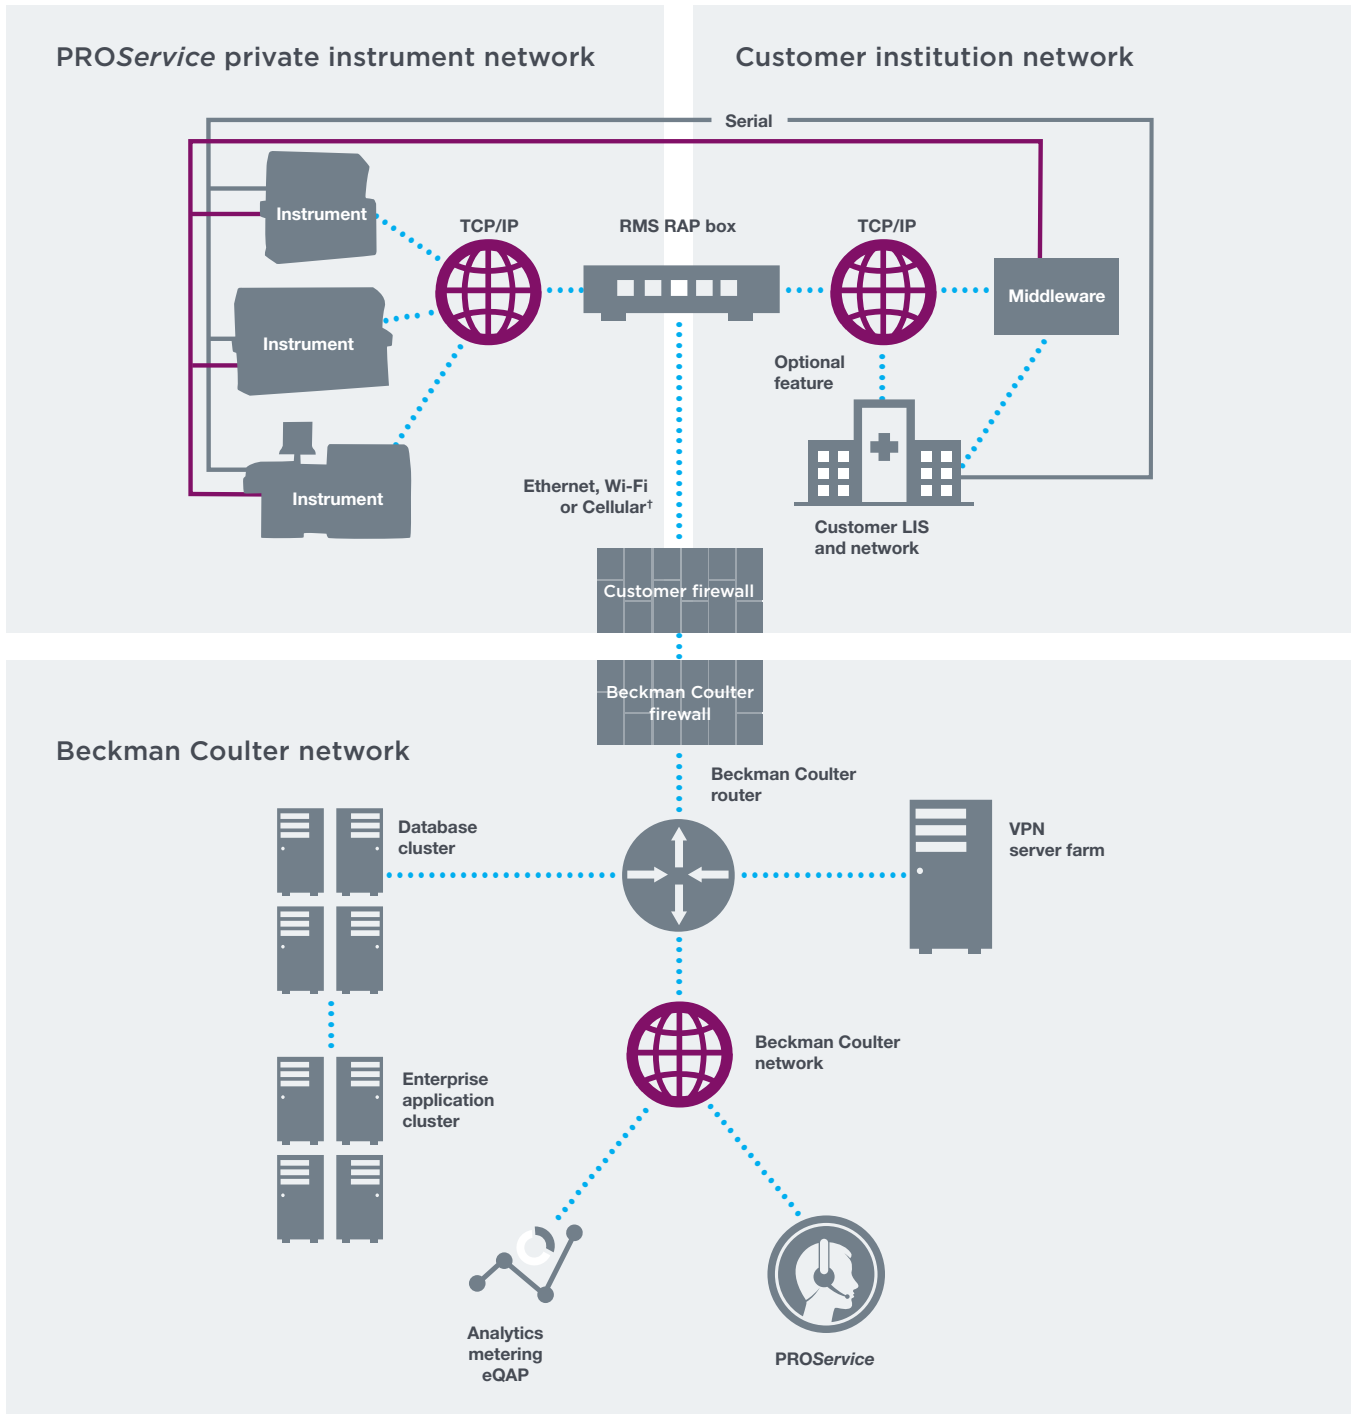 PROService private instrument network
Customer institution network
Serial
Instrument
TCP/IP
RMS RAP box
TCP/IP
Middleware
Instrument
Optional
feature
Instrument
Ethernet, Wi-Fi
or Cellular†
Customer LIS
and network
Customer firewall
Beckman Coulter
firewall
Beckman Coulter network
Beckman Coulter
router
Database
cluster
VPN
server farm
Beckman Coulter
network
Enterprise
application
cluster
Analytics
metering
eQAP
PROService